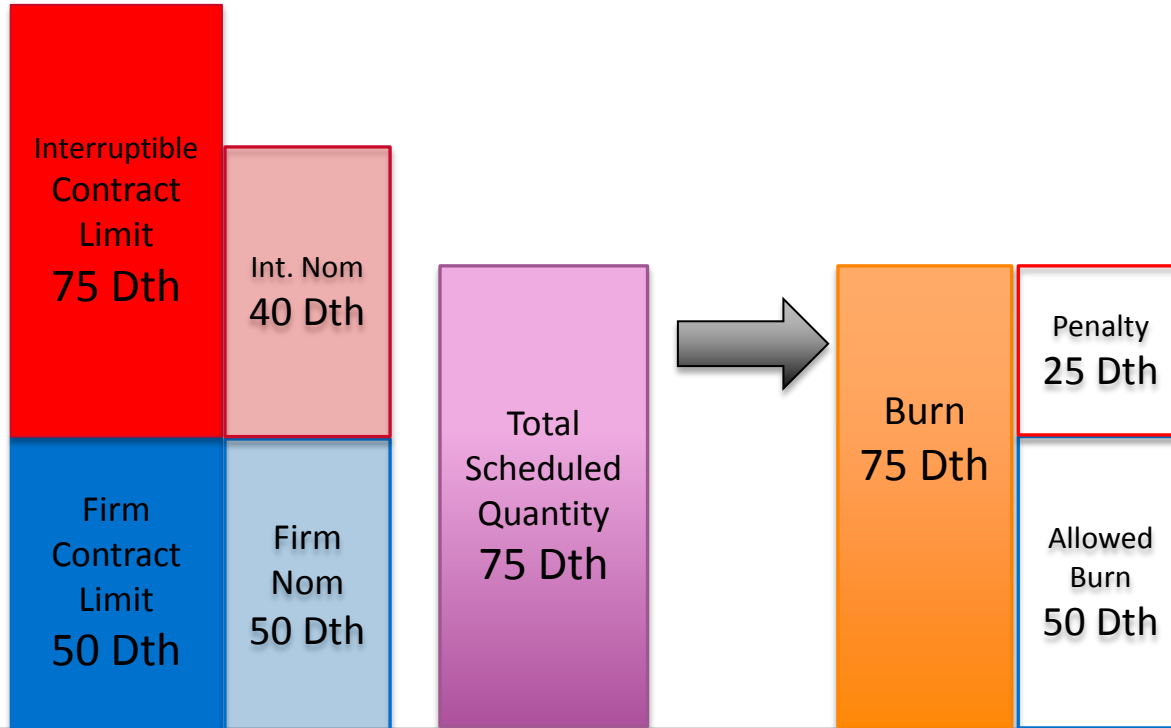 Interruptible
Contract
Limit
75 Dth
Firm
Contract
Limit
50 Dth
Int. Nom
40 Dth
Firm
Nom
50 Dth
Total
Scheduled
Quantity
75 Dth
Burn
75 Dth
Penalty
25 Dth
Allowed
Burn
50 Dth